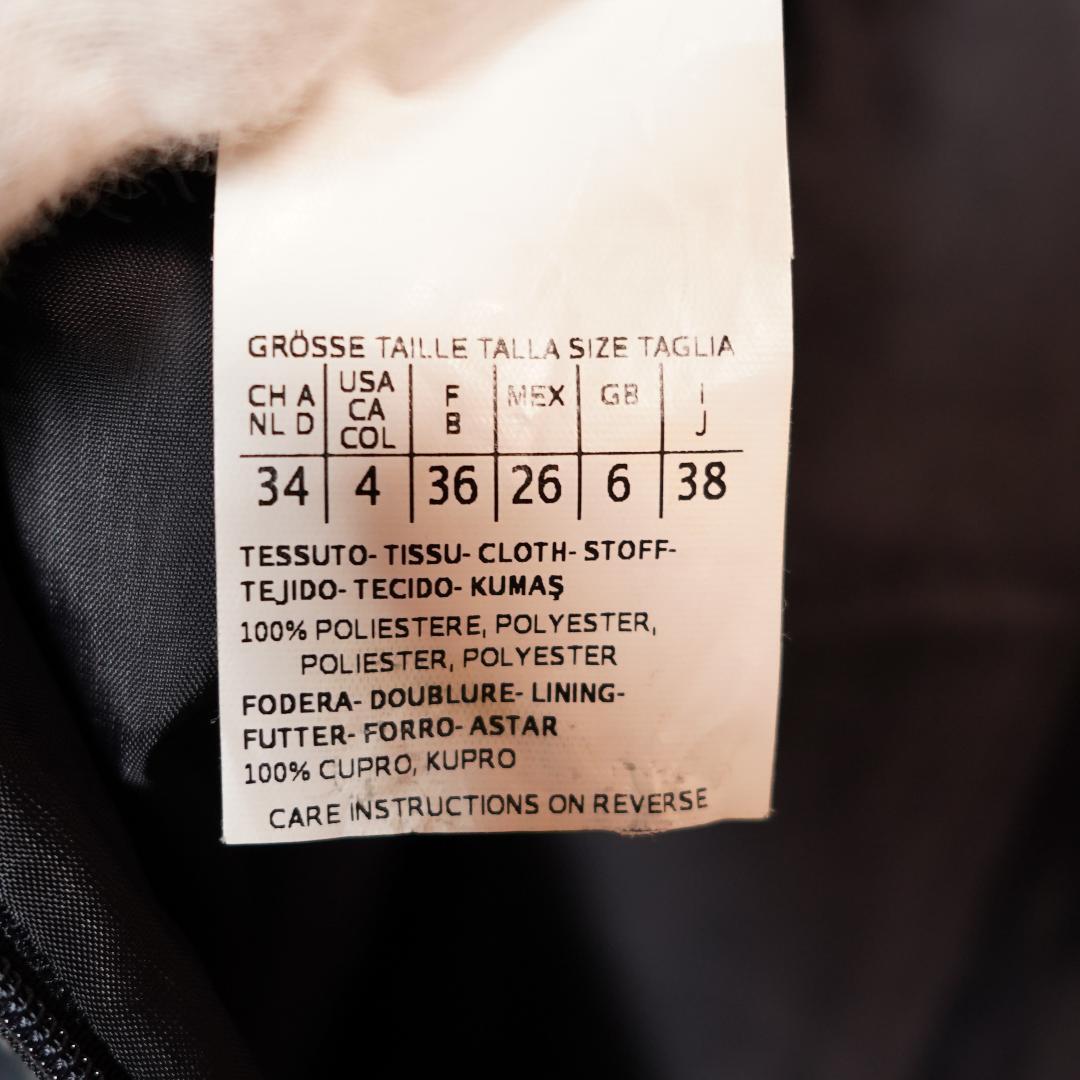 GRÖSSE TAILLE TALLA SIZE TAGLIA
CH A NL D | USA CA COL | F B | MEX | GB | I J
34 | 4 | 36 | 26 | 6 | 38
TESSUTO- TISSU- CLOTH- STOFF-
TEJIDO- TECIDO- KUMAŞ
100% POLIESTERE, POLYESTER,
POLIESTER, POLYESTER
FODERA- DOUBLURE- LINING-
FUTTER- FORRO- ASTAR
100% CUPRO, KUPRO
CARE INSTRUCTIONS ON REVERSE